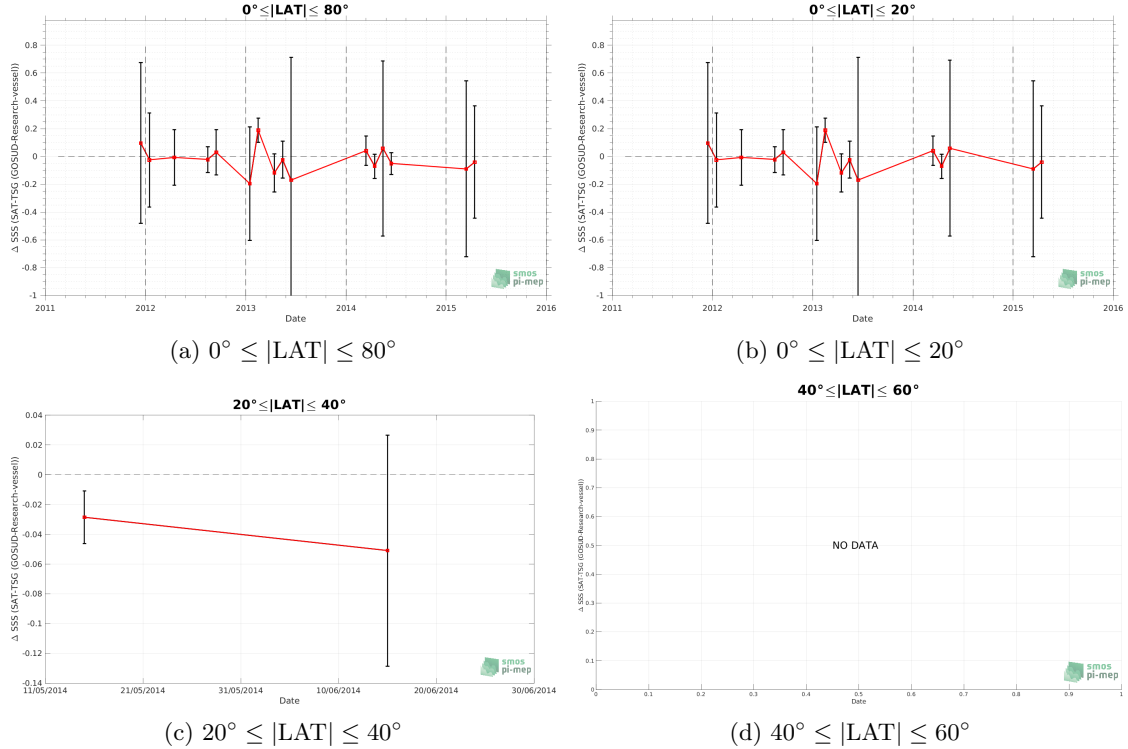 0°≤|LAT|≤ 80°
Δ SSS (SAT-TSG (GOSUD-Research-vessel))
0.8
0.6
0.4
0.2
0
-0.2
-0.4
-0.6
-0.8
-1
2011
2012
2013
2014
2015
2016
Date
smos
pi-mep
(a) 0° ≤ |LAT| ≤ 80°
0°≤|LAT|≤ 20°
Δ SSS (SAT-TSG (GOSUD-Research-vessel))
0.8
0.6
0.4
0.2
0
-0.2
-0.4
-0.6
-0.8
-1
2011
2012
2013
2014
2015
2016
Date
smos
pi-mep
(b) 0° ≤ |LAT| ≤ 20°
20°≤|LAT|≤ 40°
Δ SSS (SAT-TSG (GOSUD-Research-vessel))
0.04
0.02
0
-0.02
-0.04
-0.06
-0.08
-0.1
-0.12
-0.14
11/05/2014
21/05/2014
31/05/2014
10/06/2014
20/06/2014
30/06/2014
Date
smos
pi-mep
(c) 20° ≤ |LAT| ≤ 40°
40°≤|LAT|≤ 60°
Δ SSS (SAT-TSG (GOSUD-Research-vessel))
1
0.9
0.8
0.7
0.6
0.5
0.4
0.3
0.2
0.1
0
NO DATA
0
0.1
0.2
0.3
0.4
0.5
0.6
0.7
0.8
0.9
1
Date
smos
pi-mep
(d) 40° ≤ |LAT| ≤ 60°